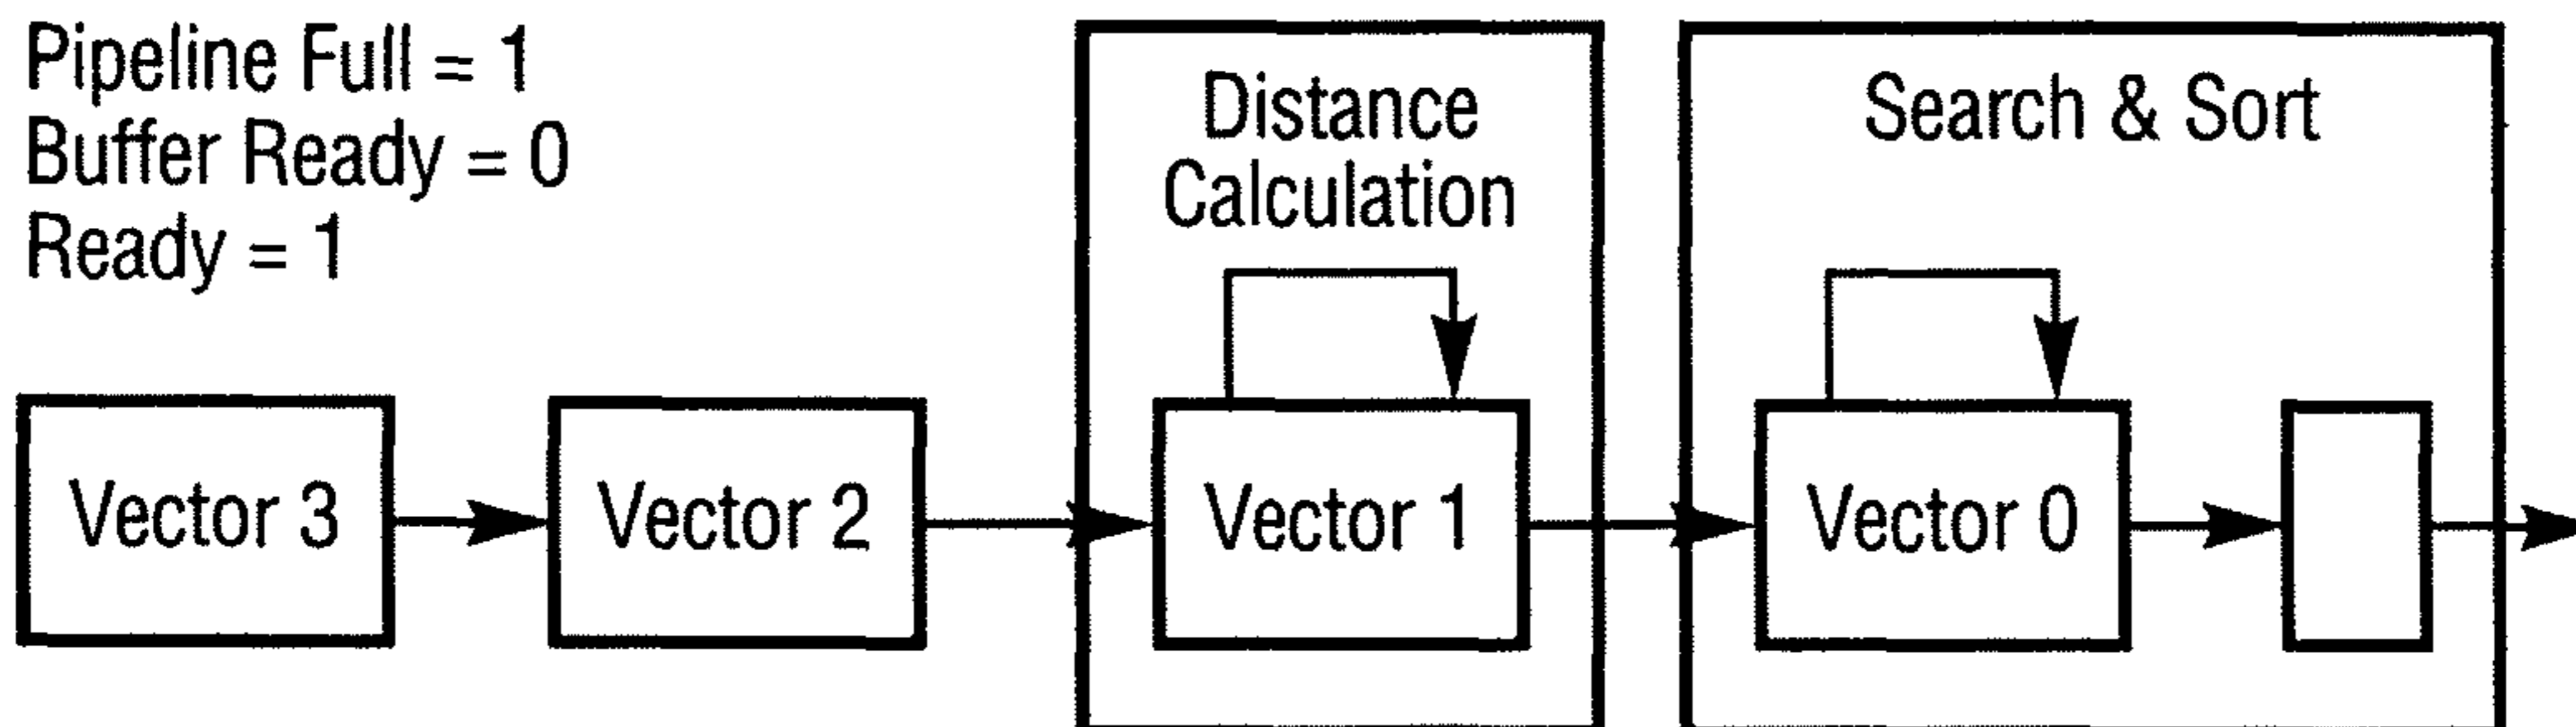 Pipeline Full = 1
Buffer Ready = 0
Ready = 1
Distance
Calculation
Search & Sort
Vector 3
Vector 2
Vector 1
Vector 0